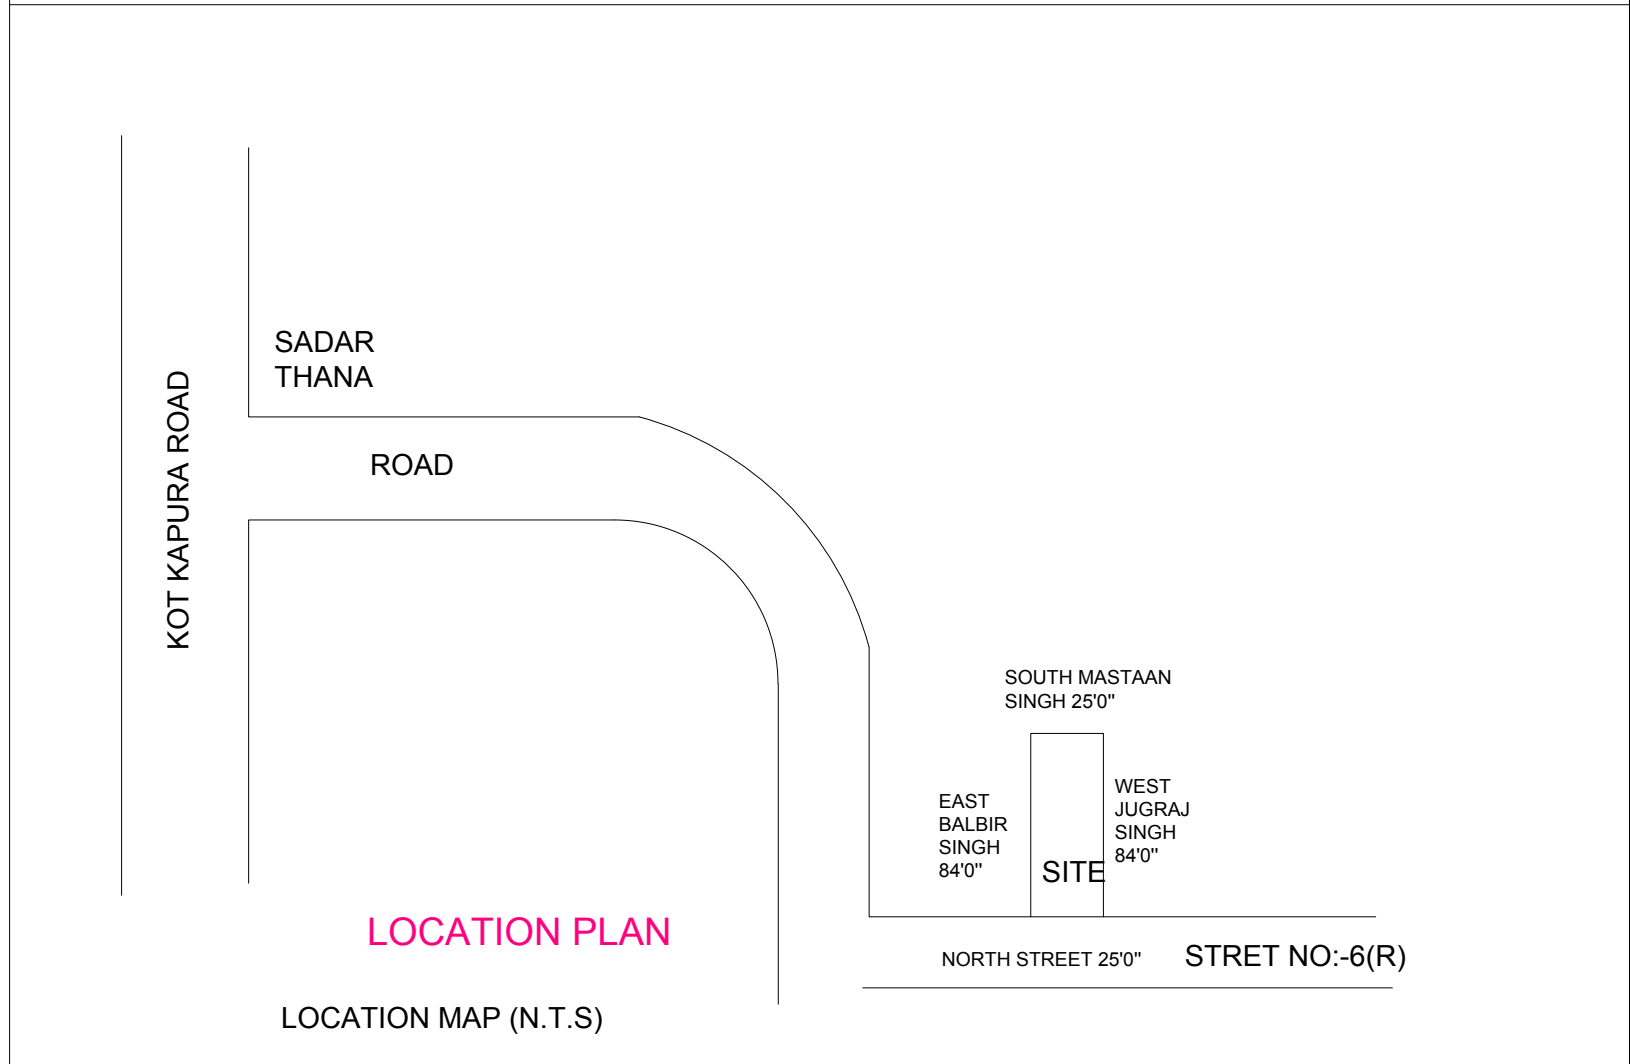 SADAR
THANA
KOT KAPURA ROAD
ROAD
SOUTH MASTAAN
SINGH 25'0"
EAST
BALBIR
SINGH
84'0"
WEST
JUGRAJ
SINGH
84'0"
SITE
LOCATION PLAN
NORTH STREET 25'0"
STRET NO:-6(R)
LOCATION MAP (N.T.S)